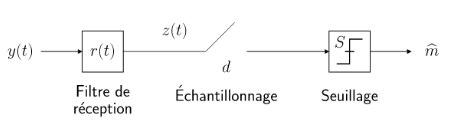 z(t)
y(t) r(t) S m̂
d
Filtre de
réception
Échantillonnage
Seuillage